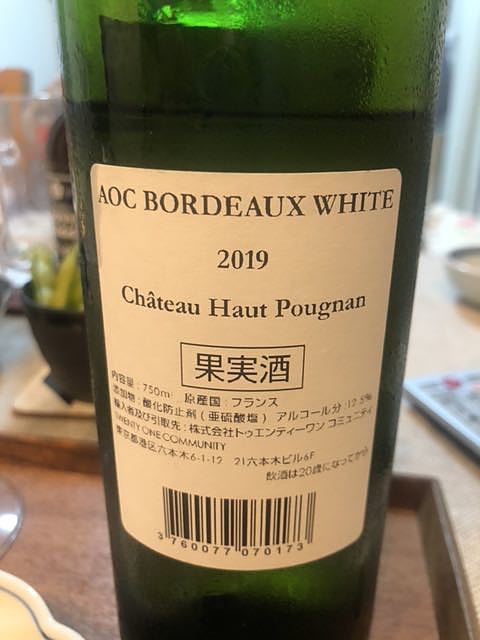 AOC BORDEAUX WHITE
2019
Château Haut Pougnan
果実酒
内容量：750ml 原産国：フランス
添加物：酸化防止剤（亜硫酸塩） アルコール分：12.5%
輸入者及び引取先：株式会社トゥエンティーワン コミュニティ
TWENTY ONE COMMUNITY
東京都港区六本木6-1-12 21六本木ビル6F
飲酒は20歳になってから
3 760077 070173